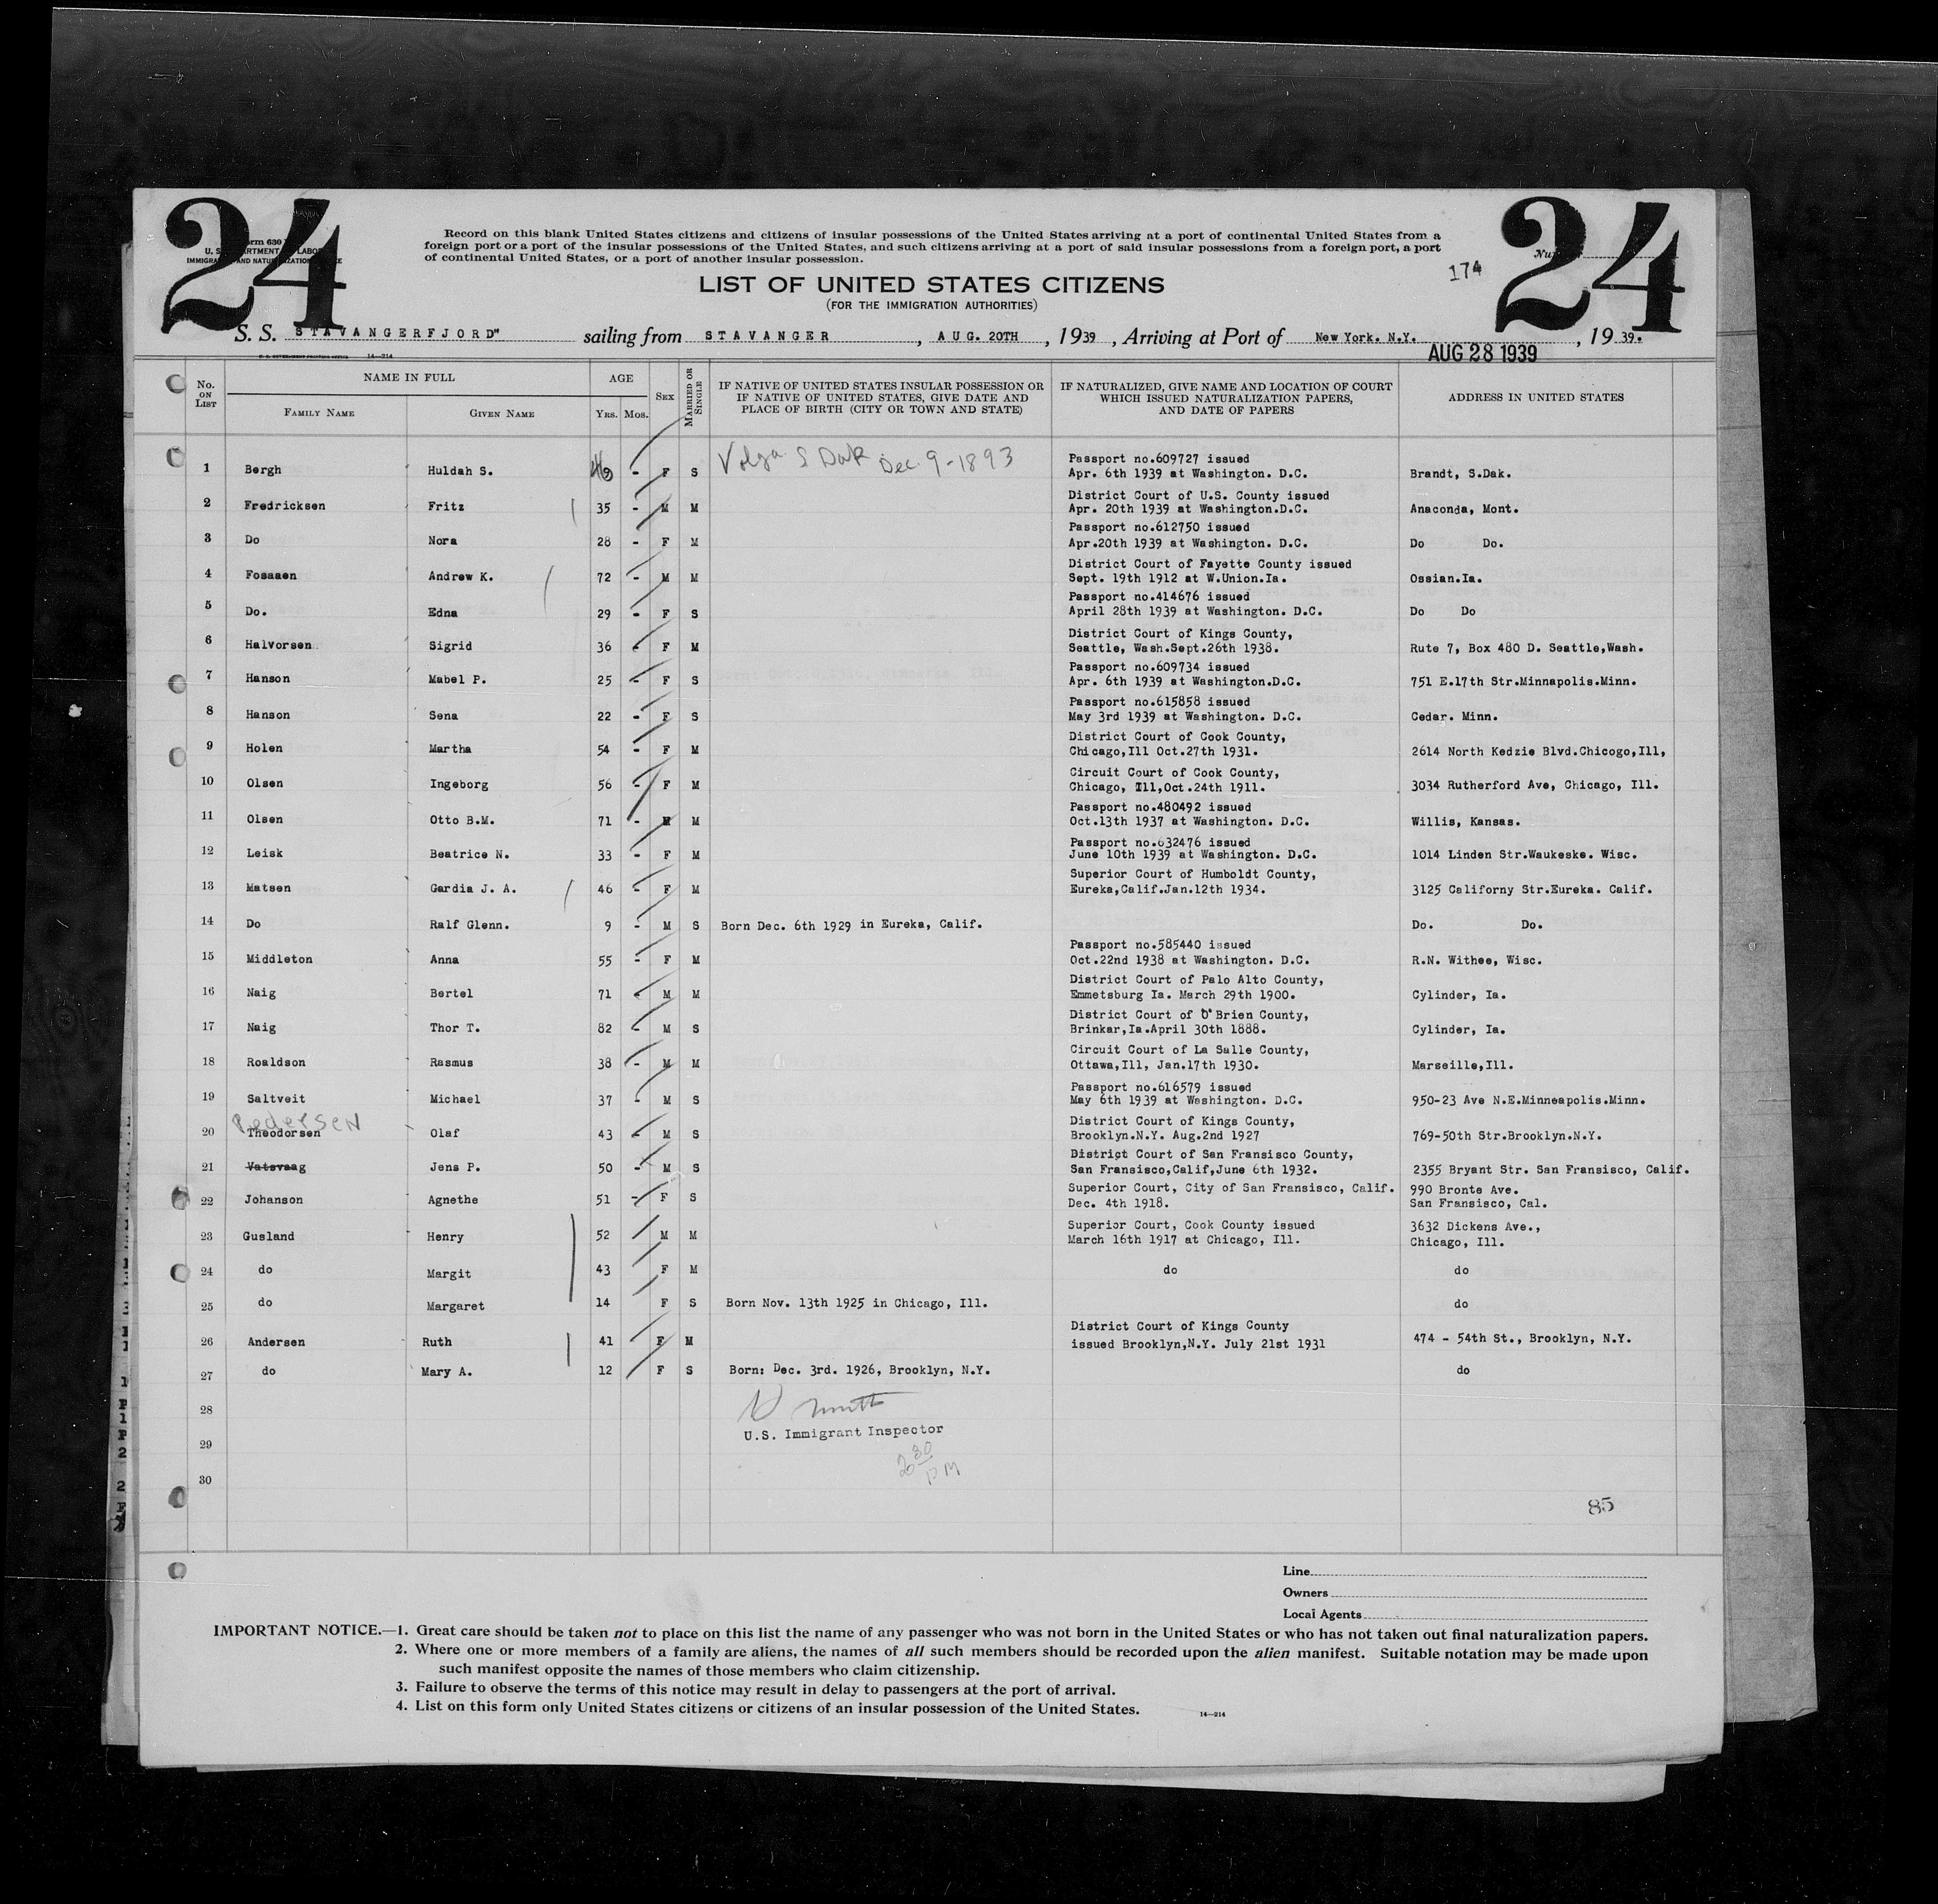 24
24
Form 630
U. S. DEPARTMENT OF LABOR
IMMIGRATION AND NATURALIZATION SERVICE
Record on this blank United States citizens and citizens of insular possessions of the United States arriving at a port of continental United States from a
foreign port or a port of the insular possessions of the United States, and such citizens arriving at a port of said insular possessions from a foreign port, a port
of continental United States, or a port of another insular possession.
174
LIST OF UNITED STATES CITIZENS
(FOR THE IMMIGRATION AUTHORITIES)
S. S. STAVANGERFJORD" sailing from STAVANGER, AUG. 20TH, 1939, Arriving at Port of New York. N.Y., 1939.
AUG 28 1939
U. S. GOVERNMENT PRINTING OFFICE 14—214
No. ON LIST NAME IN FULL AGE SEX MARRIED OR SINGLE IF NATIVE OF UNITED STATES INSULAR POSSESSION OR IF NATIVE OF UNITED STATES, GIVE DATE AND PLACE OF BIRTH (CITY OR TOWN AND STATE) IF NATURALIZED, GIVE NAME AND LOCATION OF COURT WHICH ISSUED NATURALIZATION PAPERS, AND DATE OF PAPERS ADDRESS IN UNITED STATES
FAMILY NAME GIVEN NAME YRS. MOS.
Passport no.609727 issued
1 Bergh Huldah S. - F S Volga S Dak Dec. 9-1893 Apr. 6th 1939 at Washington. D.C. Brandt, S.Dak.
District Court of U.S. County issued
2 Fredricksen Fritz 35 - M M Apr. 20th 1939 at Washington.D.C. Anaconda, Mont.
Passport no.612750 issued
3 Do Nora 28 - F M Apr.20th 1939 at Washington. D.C. Do Do.
District Court of Fayette County issued
4 Fosaaen Andrew K. 72 - M M Sept. 19th 1912 at W.Union.Ia. Ossian.Ia.
Passport no.414676 issued
5 Do. Edna 29 - F S April 28th 1939 at Washington. D.C. Do Do
District Court of Kings County,
6 Halvorsen Sigrid 36 - F M Seattle, Wash.Sept.26th 1938. Rute 7, Box 480 D. Seattle,Wash.
Passport no.609734 issued
7 Hanson Mabel P. 25 - F S Apr. 6th 1939 at Washington.D.C. 751 E.17th Str.Minnapolis.Minn.
Passport no.615858 issued
8 Hanson Sena 22 - F S May 3rd 1939 at Washington. D.C. Cedar. Minn.
District Court of Cook County,
9 Holen Martha 54 - F M Chicago,Ill Oct.27th 1931. 2614 North Kedzie Blvd.Chicogo,Ill,
Circuit Court of Cook County,
10 Olsen Ingeborg 56 - F M Chicago, Ill,Oct.24th 1911. 3034 Rutherford Ave, Chicago, Ill.
Passport no.480492 issued
11 Olsen Otto B.M. 71 - M M Oct.13th 1937 at Washington. D.C. Willis, Kansas.
Passport no.632476 issued
12 Leisk Beatrice N. 33 - F M June 10th 1939 at Washington. D.C. 1014 Linden Str.Waukeske. Wisc.
Superior Court of Humboldt County,
13 Matsen Gardia J. A. 46 - F M Eureka,Calif.Jan.12th 1934. 3125 Californy Str.Eureka. Calif.
14 Do Ralf Glenn. 9 - M S Born Dec. 6th 1929 in Eureka, Calif. Do. Do.
Passport no.585440 issued
15 Middleton Anna 55 - F M Oct.22nd 1938 at Washington. D.C. R.N. Withee, Wisc.
District Court of Palo Alto County,
16 Naig Bertel 71 - M M Emmetsburg Ia. March 29th 1900. Cylinder, Ia.
District Court of O'Brien County,
17 Naig Thor T. 82 - M S Brinkar,Ia.April 30th 1888. Cylinder, Ia.
Circuit Court of La Salle County,
18 Roaldson Rasmus 38 - M M Ottawa,Ill, Jan.17th 1930. Marseille,Ill.
Passport no.616579 issued
19 Saltveit Michael 37 - M S May 6th 1939 at Washington. D.C. 950-23 Ave N.E.Minneapolis.Minn.
Pedersen District Court of Kings County,
20 Theodorsen Olaf 43 - M S Brooklyn.N.Y. Aug.2nd 1927 769-50th Str.Brooklyn.N.Y.
District Court of San Fransisco County,
21 Vatsvaag Jens P. 50 - M S San Fransisco,Calif,June 6th 1932. 2355 Bryant Str. San Fransisco, Calif.
Superior Court, City of San Fransisco, Calif. 990 Bronte Ave.
22 Johanson Agnethe 51 - F S Dec. 4th 1918. San Fransisco, Cal.
Superior Court, Cook County issued 3632 Dickens Ave.,
23 Gusland Henry 52 M M March 16th 1917 at Chicago, Ill. Chicago, Ill.
24 do Margit 43 F M do do
25 do Margaret 14 F S Born Nov. 13th 1925 in Chicago, Ill. do
District Court of Kings County
26 Andersen Ruth 41 F M issued Brooklyn,N.Y. July 21st 1931 474 - 54th St., Brooklyn, N.Y.
27 do Mary A. 12 F S Born: Dec. 3rd. 1926, Brooklyn, N.Y. do
28
U.S. Immigrant Inspector
29
2 30 PM
30
85
Line
Owners
Local Agents
IMPORTANT NOTICE.—1. Great care should be taken not to place on this list the name of any passenger who was not born in the United States or who has not taken out final naturalization papers.
2. Where one or more members of a family are aliens, the names of all such members should be recorded upon the alien manifest. Suitable notation may be made upon
such manifest opposite the names of those members who claim citizenship.
3. Failure to observe the terms of this notice may result in delay to passengers at the port of arrival.
4. List on this form only United States citizens or citizens of an insular possession of the United States.
14—214